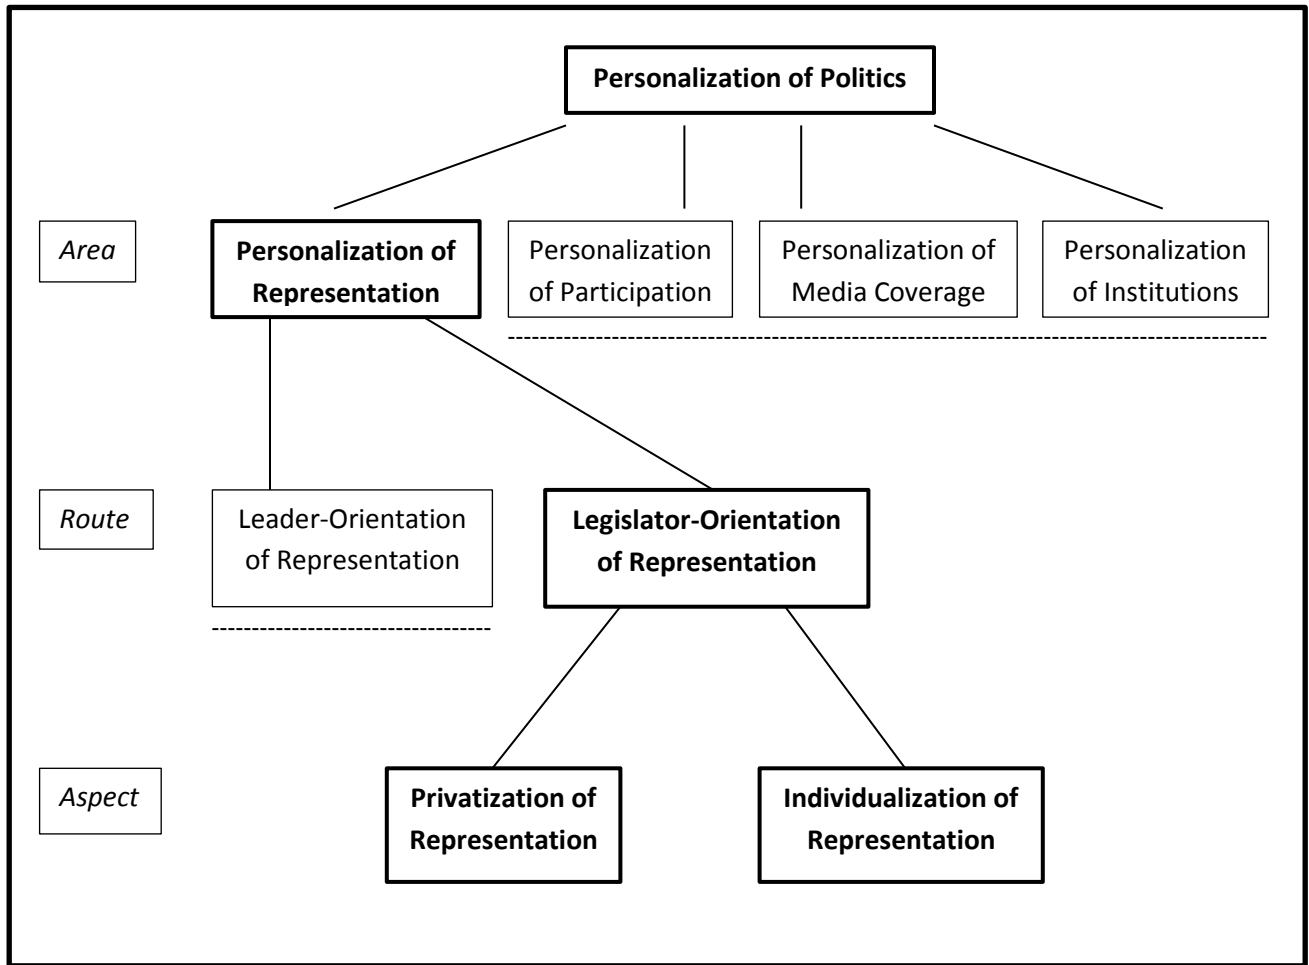 Personalization of Politics
Area
Personalization of
Representation
Personalization
of Participation
Personalization of
Media Coverage
Personalization
of Institutions
Route
Leader-Orientation
of Representation
Legislator-Orientation
of Representation
Aspect
Privatization of
Representation
Individualization of
Representation